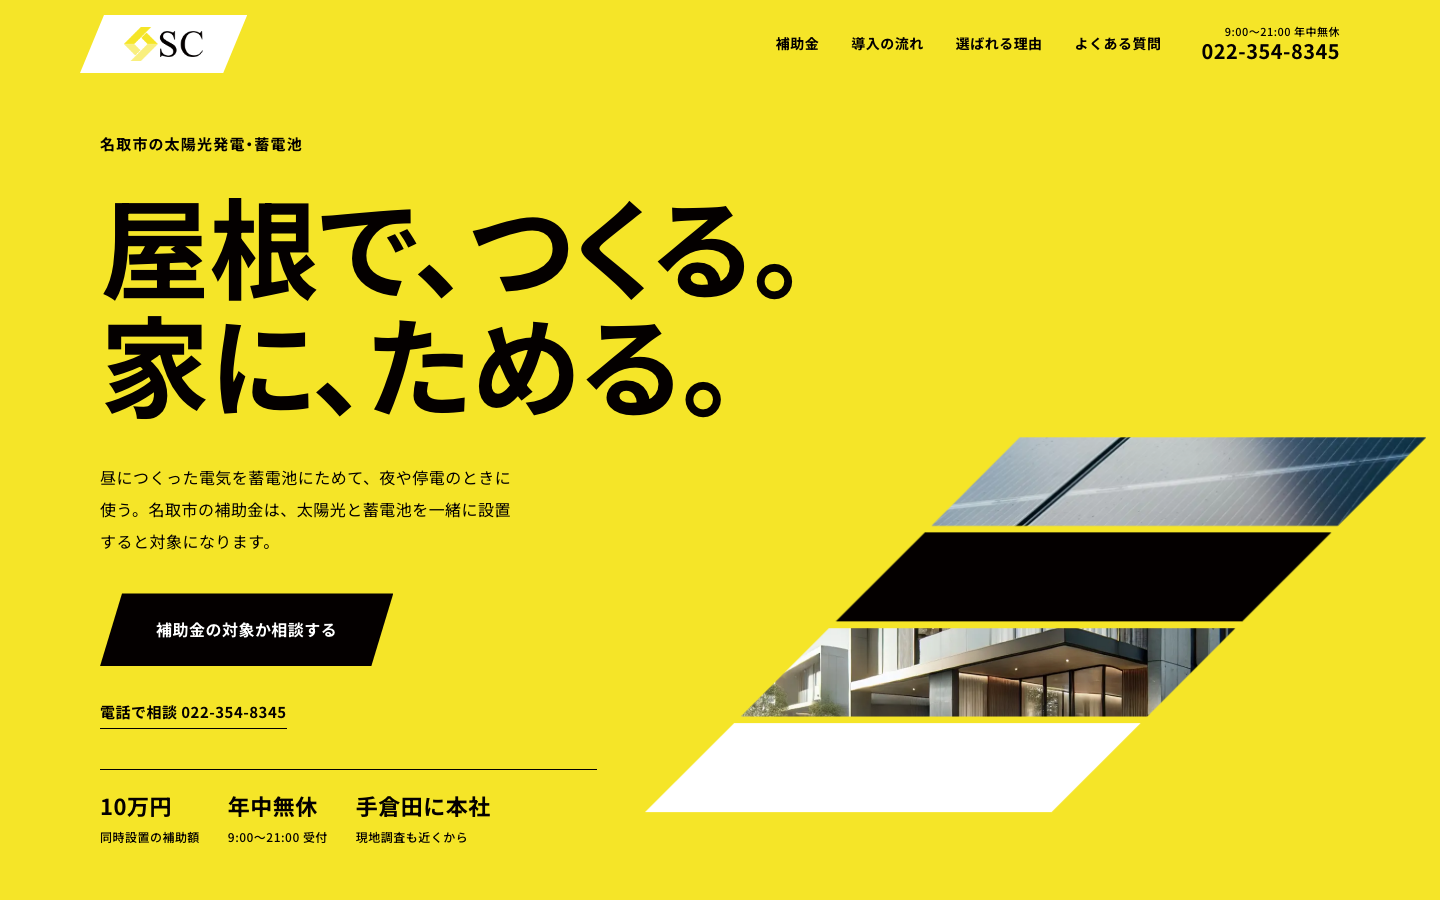 SC
補助金
導入の流れ
選ばれる理由
よくある質問
9:00〜21:00 年中無休
022-354-8345
名取市の太陽光発電・蓄電池
屋根で、つくる。
家に、ためる。
昼につくった電気を蓄電池にためて、夜や停電のときに
使う。名取市の補助金は、太陽光と蓄電池を一緒に設置
すると対象になります。
補助金の対象か相談する
電話で相談 022-354-8345
10万円
同時設置の補助額
年中無休
9:00〜21:00 受付
手倉田に本社
現地調査も近くから